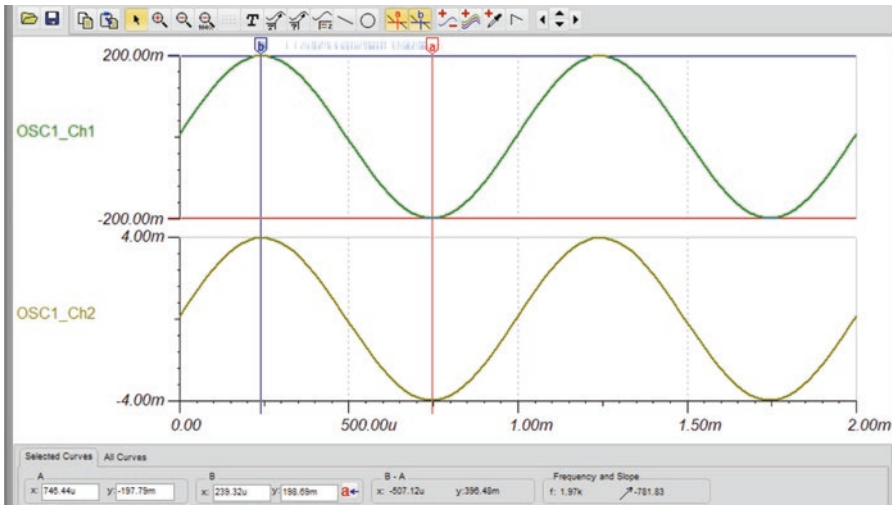 T
b
a
200.00m
OSC1_Ch1
-200.00m
4.00m
OSC1_Ch2
-4.00m
0.00 500.00u 1.00m 1.50m 2.00m
Selected Curves All Curves
A B B - A Frequency and Slope
x: 746.44u y: -197.79m x: 239.32u y: 198.69m a x: -507.12u y:396.48m f: 1.97k -781.83